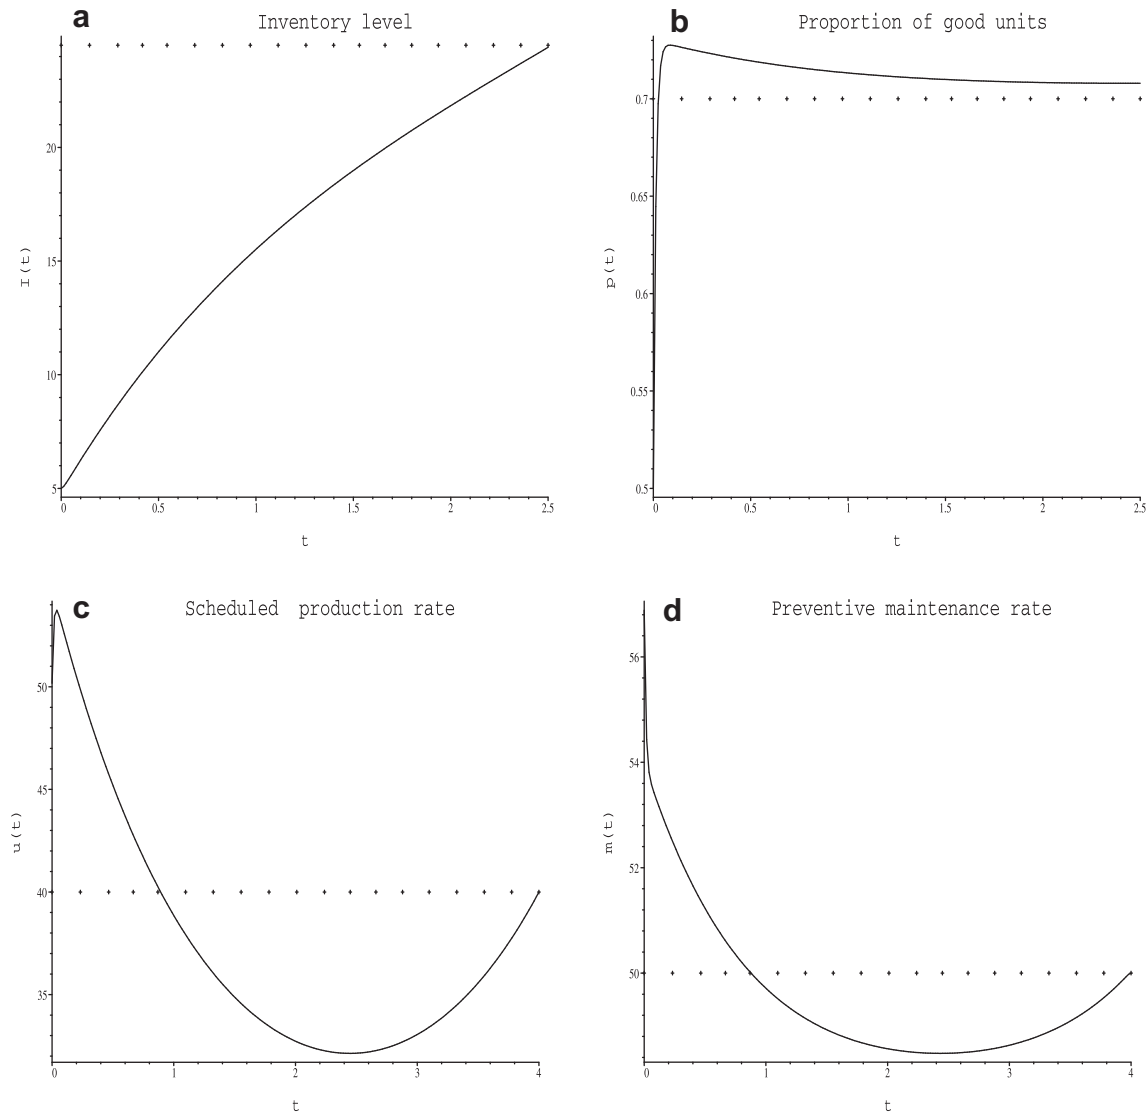 a
Inventory level
20
15
10
5
I(t)
0 0.5 1 1.5 2 2.5
t
b
Proportion of good units
0.7
0.65
0.6
0.55
0.5
p(t)
0 0.5 1 1.5 2 2.5
t
c
Scheduled production rate
50
45
40
35
u(t)
0 1 2 3 4
t
d
Preventive maintenance rate
56
54
52
50
m(t)
0 1 2 3 4
t